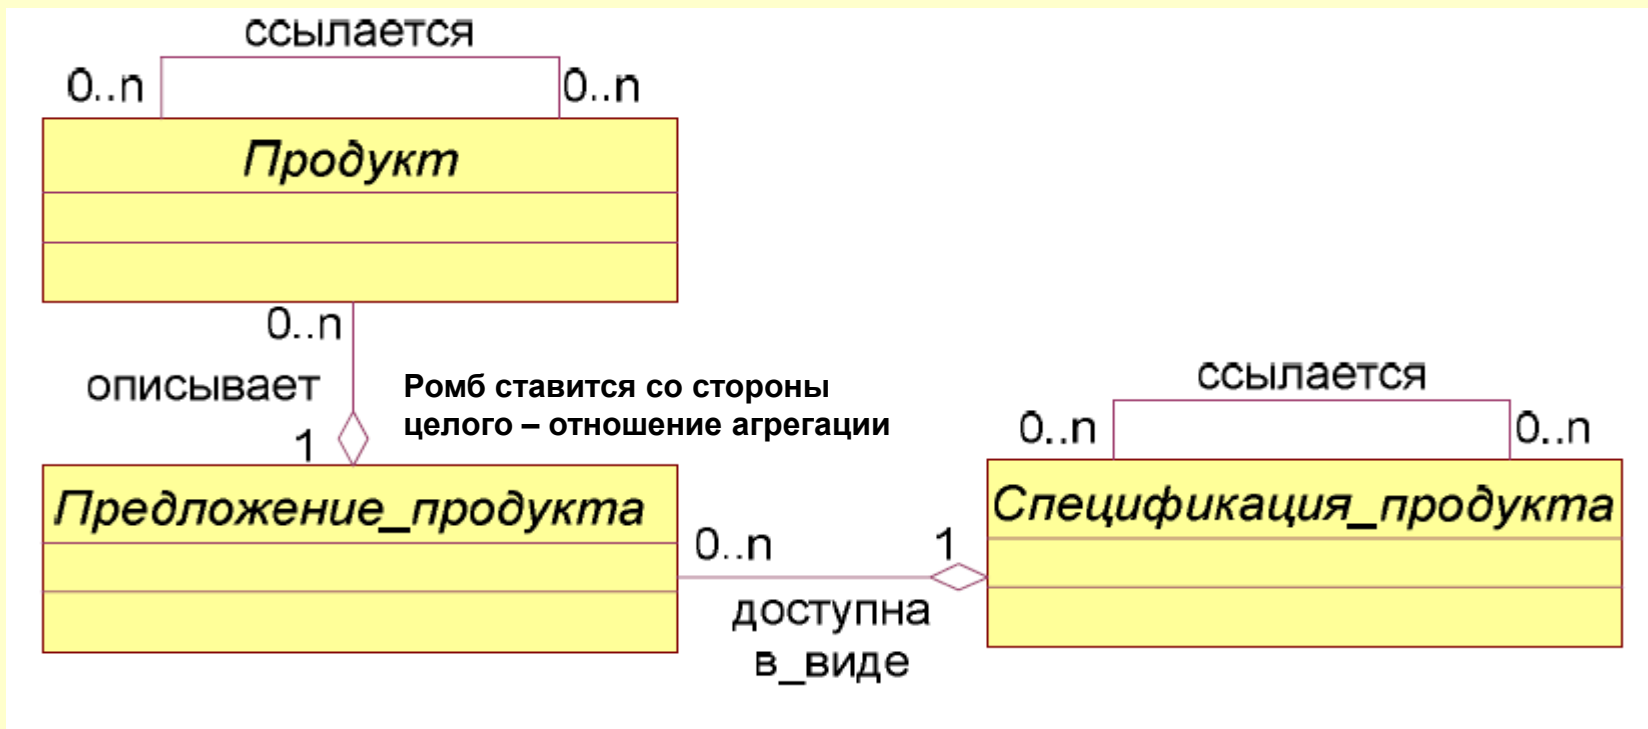 ссылается
0..n
0..n
Продукт
0..n
описывает
Ромб ставится со стороны
целого – отношение агрегации
1
Предложение_продукта
ссылается
0..n
0..n
Спецификация_продукта
0..n
1
доступна
в_виде